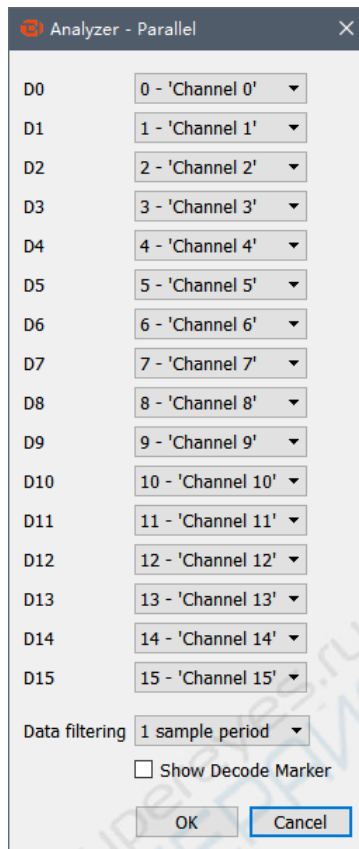 Analyzer - Parallel
D0 0 - 'Channel 0'
D1 1 - 'Channel 1'
D2 2 - 'Channel 2'
D3 3 - 'Channel 3'
D4 4 - 'Channel 4'
D5 5 - 'Channel 5'
D6 6 - 'Channel 6'
D7 7 - 'Channel 7'
D8 8 - 'Channel 8'
D9 9 - 'Channel 9'
D10 10 - 'Channel 10'
D11 11 - 'Channel 11'
D12 12 - 'Channel 12'
D13 13 - 'Channel 13'
D14 14 - 'Channel 14'
D15 15 - 'Channel 15'
Data filtering 1 sample period
Show Decode Marker
OK Cancel